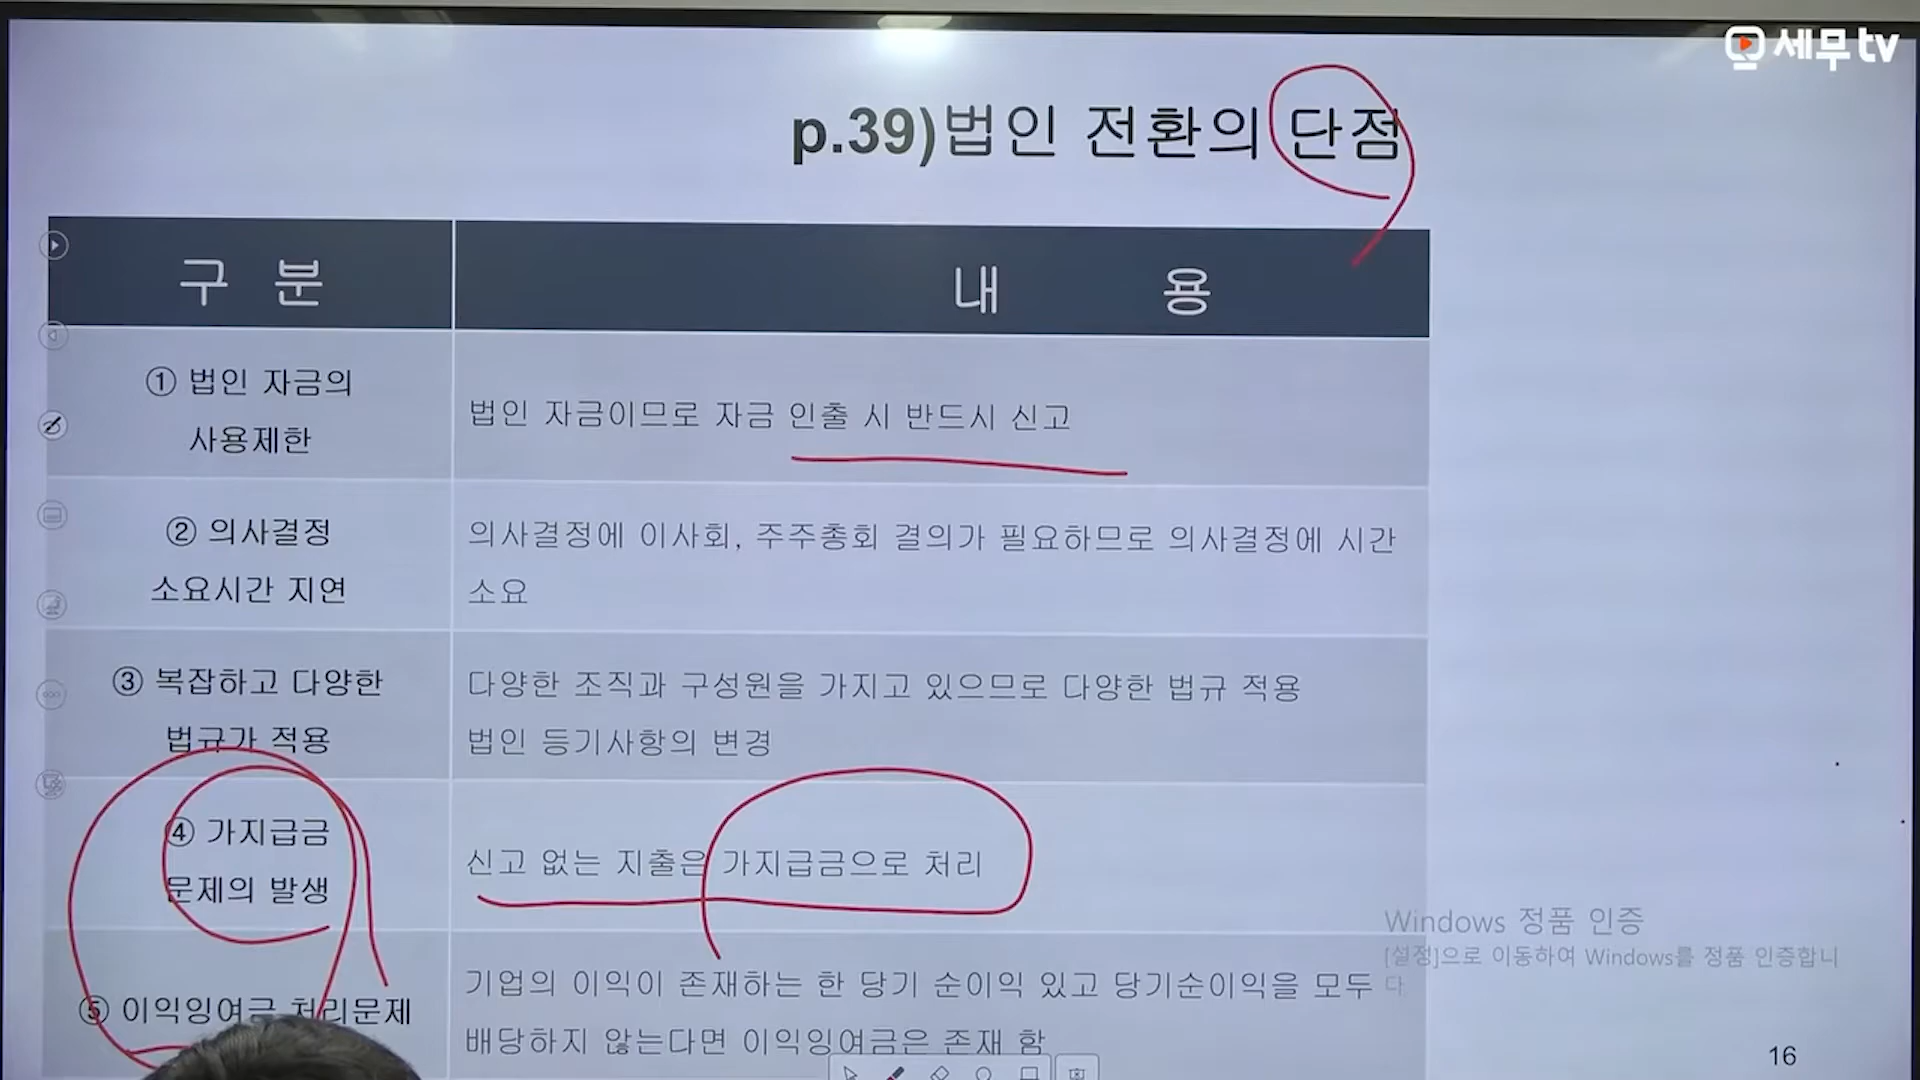 세무tv
p.39)법인 전환의 단점
구 분
내 용
① 법인 자금의
사용제한
법인 자금이므로 자금 인출 시 반드시 신고
② 의사결정
소요시간 지연
의사결정에 이사회, 주주총회 결의가 필요하므로 의사결정에 시간
소요
③ 복잡하고 다양한
법규가 적용
다양한 조직과 구성원을 가지고 있으므로 다양한 법규 적용
법인 등기사항의 변경
④ 가지급금
문제의 발생
신고 없는 지출은 가지급금으로 처리
⑤ 이익잉여금 처리문제
기업의 이익이 존재하는 한 당기 순이익 있고 당기순이익을 모두
배당하지 않는다면 이익잉여금은 존재 함
Windows 정품 인증
[설정]으로 이동하여 Windows를 정품 인증합니
다
16